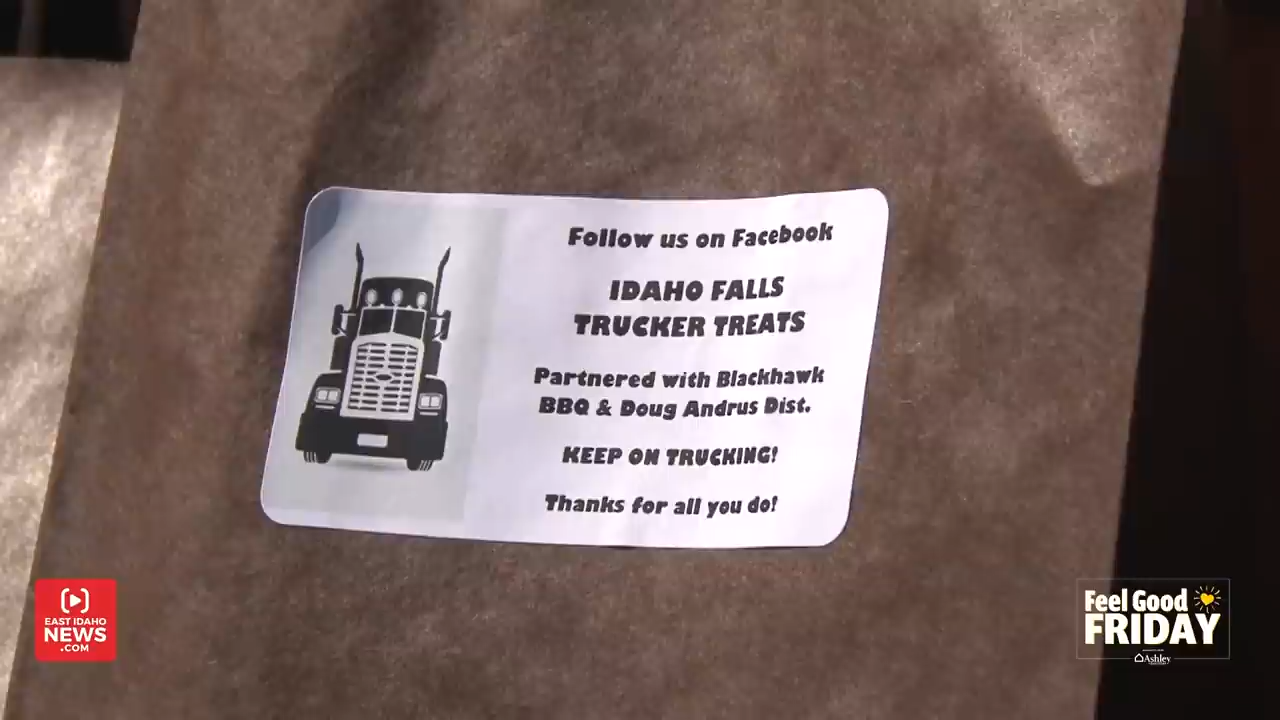 Follow us on Facebook
IDAHO FALLS
TRUCKER TREATS
Partnered with Blackhawk
BBQ & Doug Andrus Dist.
KEEP ON TRUCKING!
Thanks for all you do!
EAST IDAHO
NEWS
.COM
Feel Good
FRIDAY
Ashley